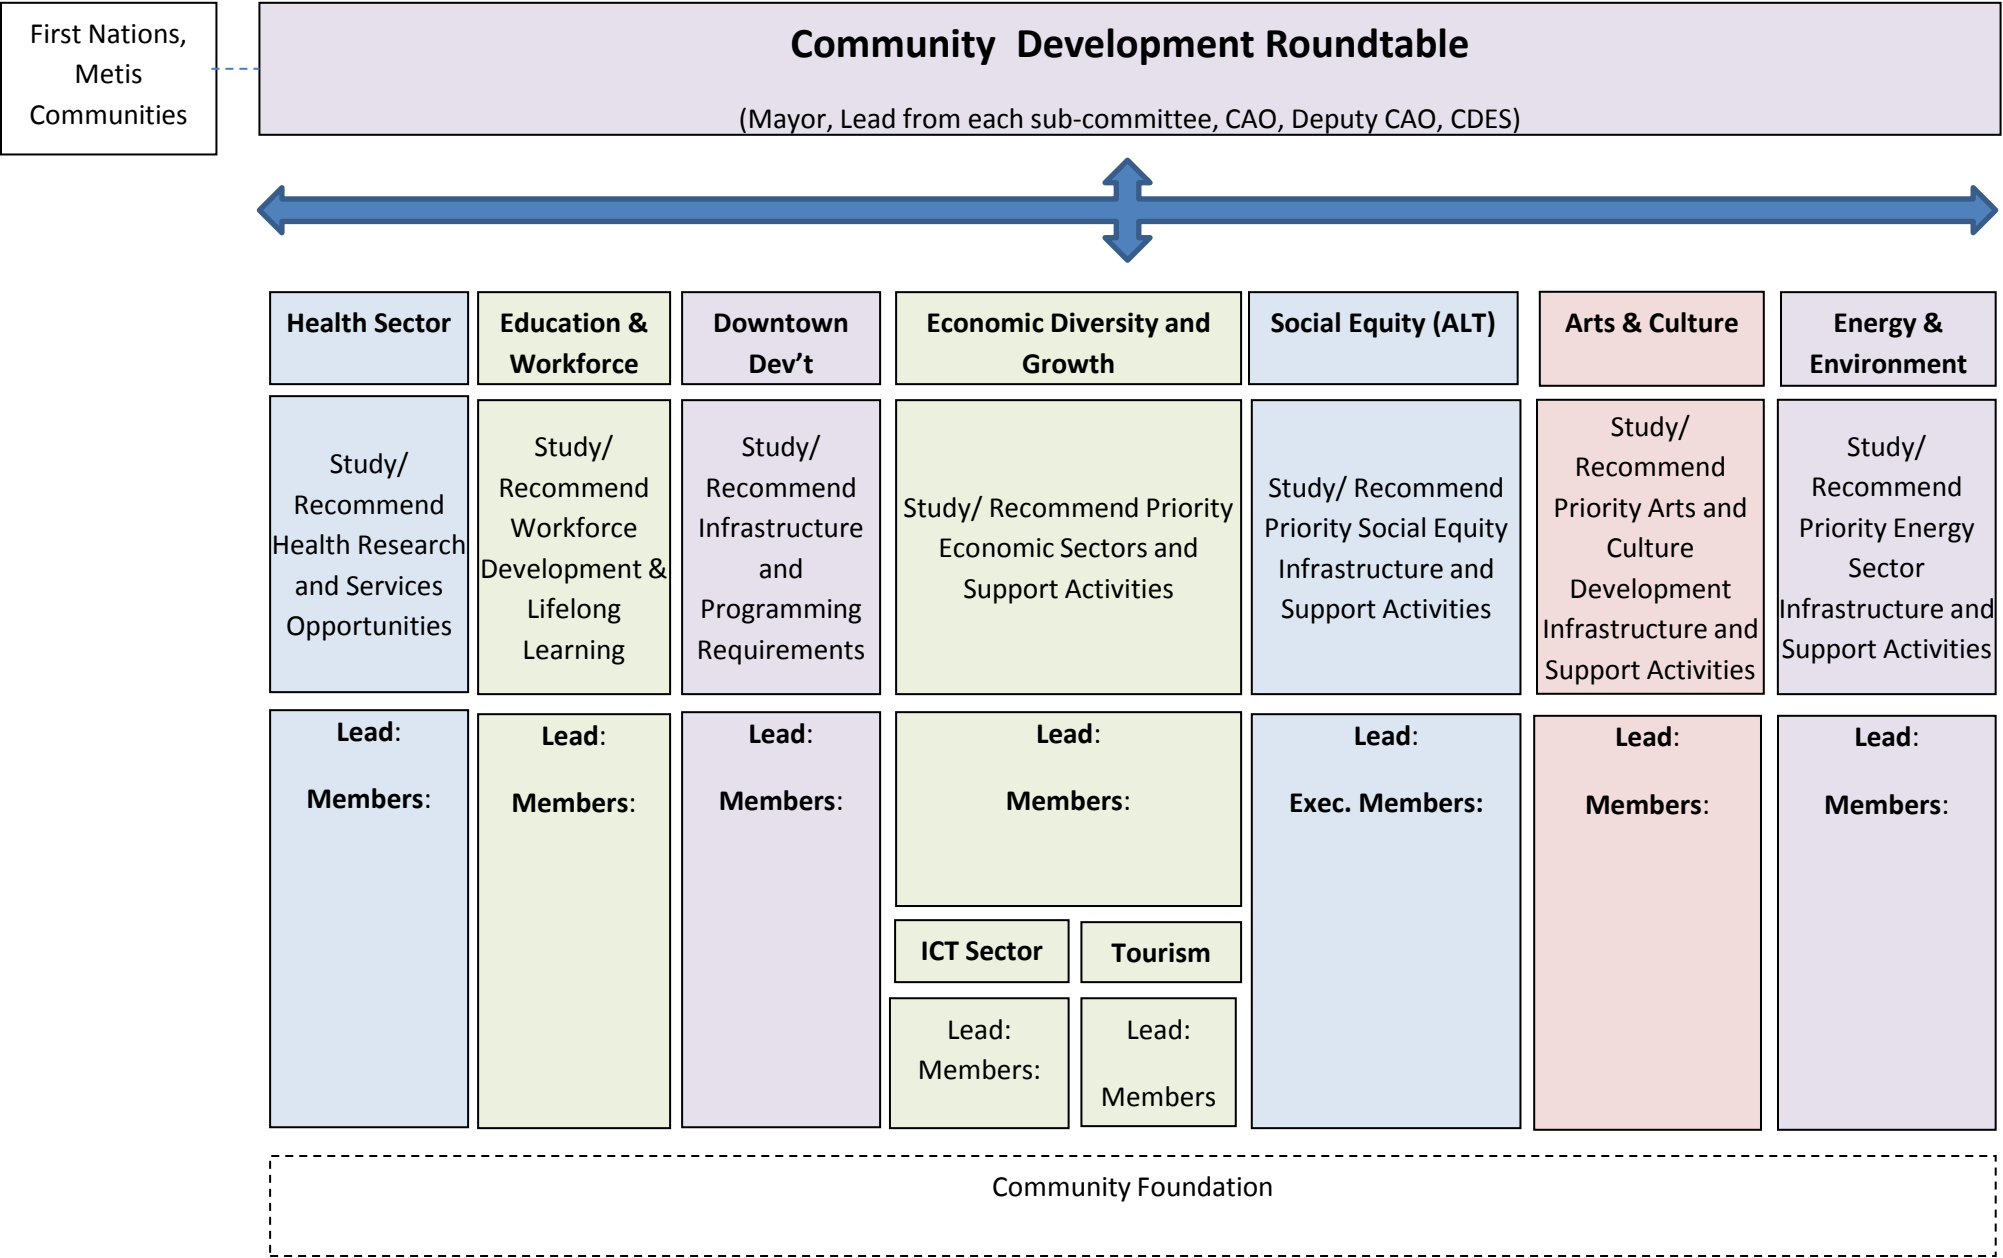 First Nations,
Metis
Communities
Community  Development Roundtable
(Mayor, Lead from each sub-committee, CAO, Deputy CAO, CDES)
Health Sector
Education &
Workforce
Downtown
Dev’t
Economic Diversity and
Growth
Social Equity (ALT)
Arts & Culture
Energy &
Environment
Study/
Recommend
Health Research
and Services
Opportunities
Study/
Recommend
Workforce
Development &
Lifelong
Learning
Study/
Recommend
Infrastructure
and
Programming
Requirements
Study/ Recommend Priority
Economic Sectors and
Support Activities
Study/ Recommend
Priority Social Equity
Infrastructure and
Support Activities
Study/
Recommend
Priority Arts and
Culture
Development
Infrastructure and
Support Activities
Study/
Recommend
Priority Energy
Sector
Infrastructure and
Support Activities
Lead:
Members:
Lead:
Members:
Lead:
Members:
Lead:
Members:
ICT Sector
Lead:
Members:
Tourism
Lead:
Members
Lead:
Exec. Members:
Lead:
Members:
Lead:
Members:
Community Foundation